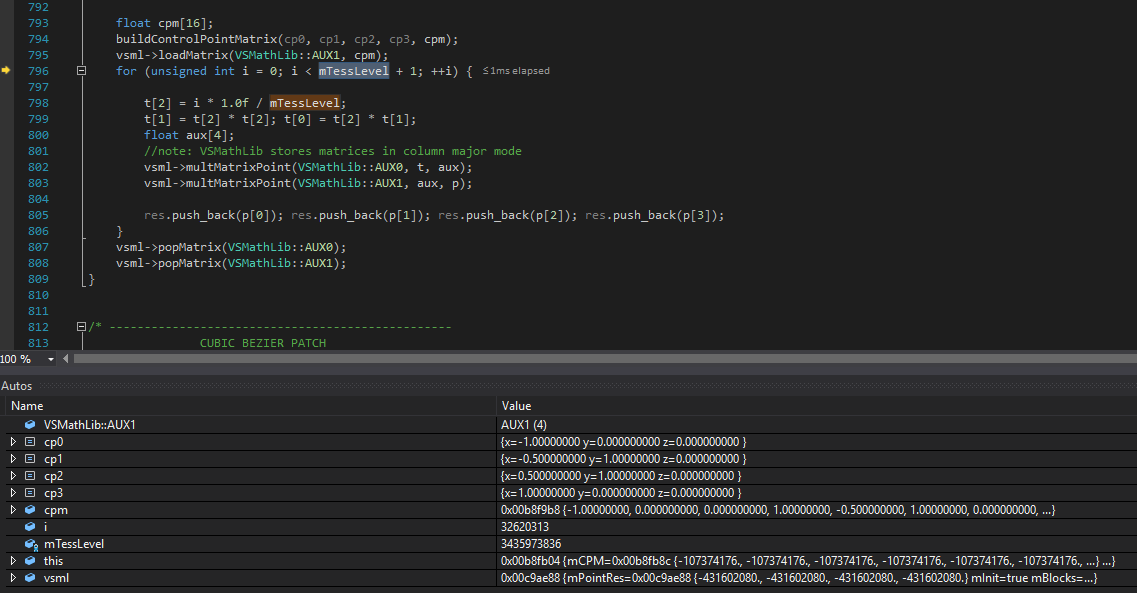 792
793 float cpm[16];
794 buildControlPointMatrix(cp0, cp1, cp2, cp3, cpm);
795 vsml->loadMatrix(VSMathLib::AUX1, cpm);
796 for (unsigned int i = 0; i < mTessLevel + 1; ++i) { ≤1ms elapsed
797
798 t[2] = i * 1.0f / mTessLevel;
799 t[1] = t[2] * t[2]; t[0] = t[2] * t[1];
800 float aux[4];
801 //note: VSMathLib stores matrices in column major mode
802 vsml->multMatrixPoint(VSMathLib::AUX0, t, aux);
803 vsml->multMatrixPoint(VSMathLib::AUX1, aux, p);
804
805 res.push_back(p[0]); res.push_back(p[1]); res.push_back(p[2]); res.push_back(p[3]);
806 }
807 vsml->popMatrix(VSMathLib::AUX0);
808 vsml->popMatrix(VSMathLib::AUX1);
809 }
810
811
812 /* -------------------------------------------------
813 CUBIC BEZIER PATCH
100 %
Autos
Name Value
VSMathLib::AUX1 AUX1 (4)
cp0 {x=-1.00000000 y=0.000000000 z=0.000000000 }
cp1 {x=-0.500000000 y=1.00000000 z=0.000000000 }
cp2 {x=0.500000000 y=1.00000000 z=0.000000000 }
cp3 {x=1.00000000 y=0.000000000 z=0.000000000 }
cpm 0x00b8f9b8 {-1.00000000, 0.000000000, 0.000000000, 1.00000000, -0.500000000, 1.00000000, 0.000000000, ...}
i 32620313
mTessLevel 3435973836
this 0x00b8fb04 {mCPM=0x00b8fb8c {-107374176., -107374176., -107374176., -107374176., -107374176., -107374176., ...} ...}
vsml 0x00c9ae88 {mPointRes=0x00c9ae88 {-431602080., -431602080., -431602080., -431602080.} mInit=true mBlocks=...}